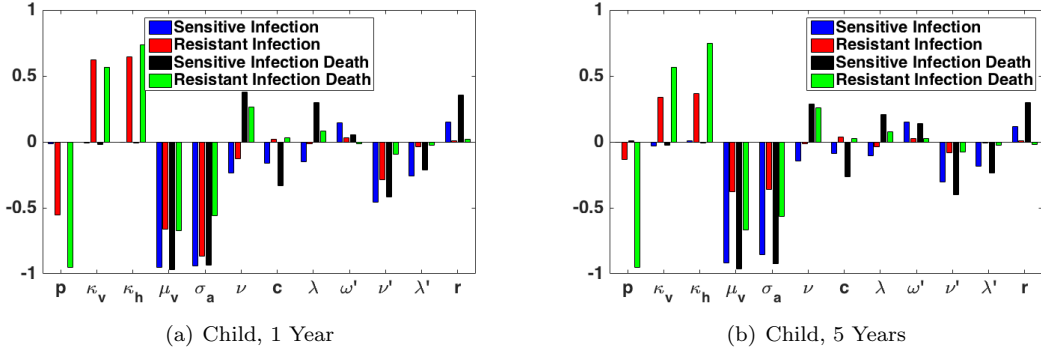 1
0.5
0
-0.5
-1
Sensitive Infection
Resistant Infection
Sensitive Infection Death
Resistant Infection Death
p κv κh μv σa ν c λ ω' ν' λ' r
(a) Child, 1 Year
1
0.5
0
-0.5
-1
Sensitive Infection
Resistant Infection
Sensitive Infection Death
Resistant Infection Death
p κv κh μv σa ν c λ ω' ν' λ' r
(b) Child, 5 Years